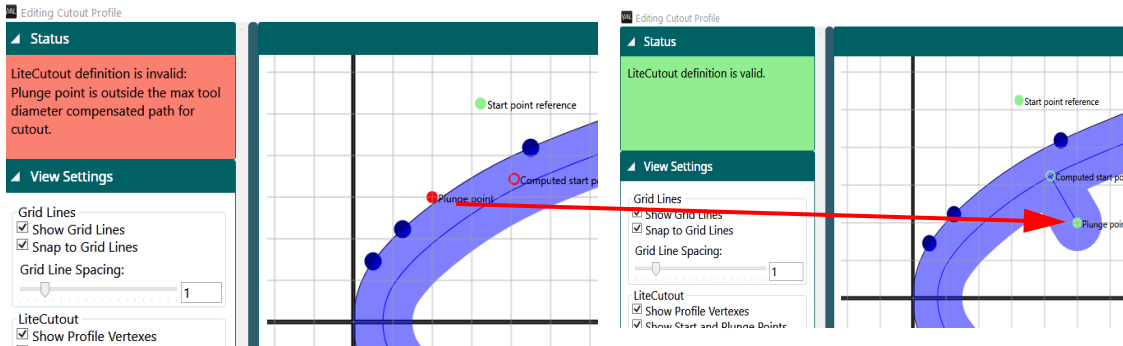 Editing Cutout Profile
Status
LiteCutout definition is invalid:
Plunge point is outside the max tool
diameter compensated path for
cutout.
View Settings
Grid Lines
Show Grid Lines
Snap to Grid Lines
Grid Line Spacing:
1
LiteCutout
Show Profile Vertexes
Start point reference
Computed start po
Plunge point
Editing Cutout Profile
Status
LiteCutout definition is valid.
View Settings
Grid Lines
Show Grid Lines
Snap to Grid Lines
Grid Line Spacing:
1
LiteCutout
Show Profile Vertexes
Show Start and Plunge Points
Start point reference
Computed start po
Plunge poin